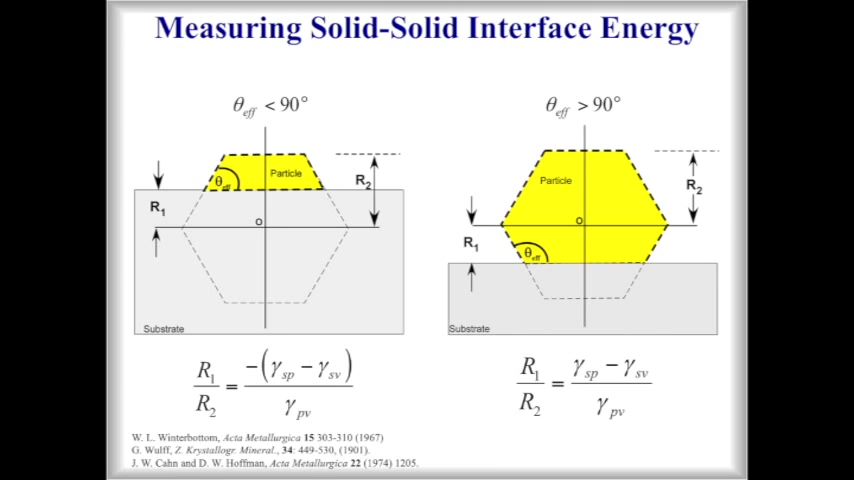 Measuring Solid-Solid Interface Energy
θeff < 90°
θeff > 90°
Particle
θeff
R1
R2
O
Substrate
Particle
R2
O
R1
θeff
Substrate
R1/R2 = −(γsp − γsv)/γpv
R1/R2 = γsp − γsv/γpv
W. L. Winterbottom, Acta Metallurgica 15 303-310 (1967)
G. Wulff, Z. Krystallogr. Mineral., 34: 449-530, (1901).
J. W. Cahn and D. W. Hoffman, Acta Metallurgica 22 (1974) 1205.